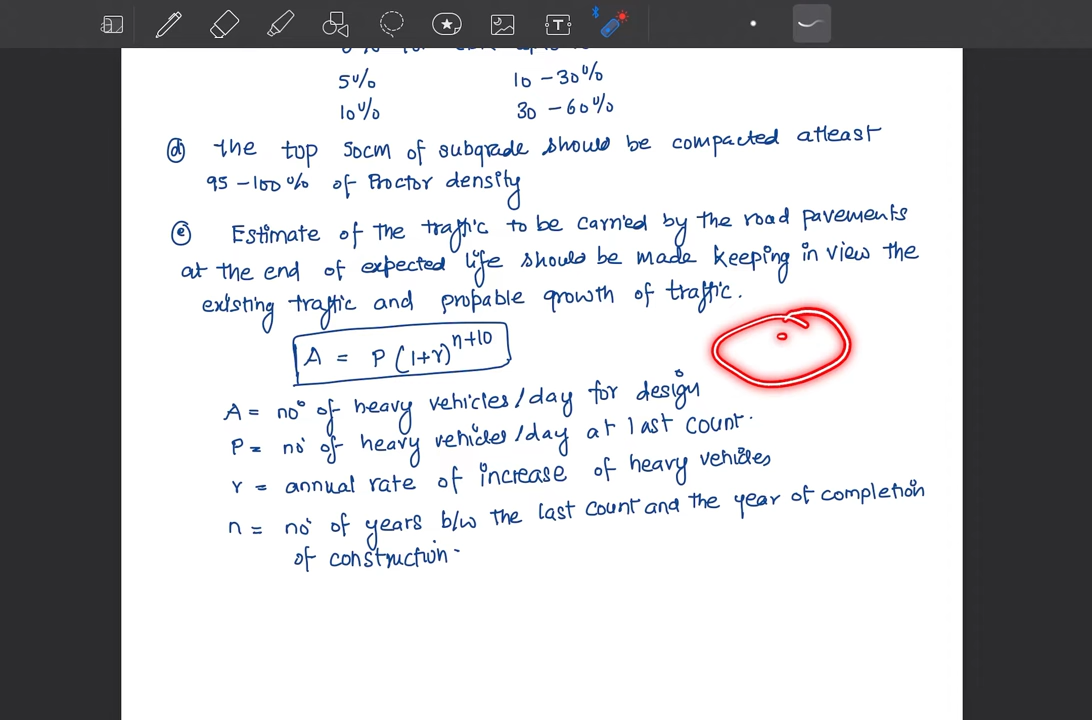 5%    10 - 30%
10%    30 - 60%
(d) the top 50cm of subgrade should be compacted atleast
95 - 100% of Proctor density
(e) Estimate of the traffic to be carried by the road pavements
at the end of expected life should be made keeping in view the
existing traffic and propable growth of traffic.
A = P(1+r)^{n+10}
A = no° of heavy vehicles/day for design
P = no° of heavy vehicles/day at last count.
r = annual rate of increase of heavy vehicles
n = no° of years b/w the last count and the year of completion
of construction.
T